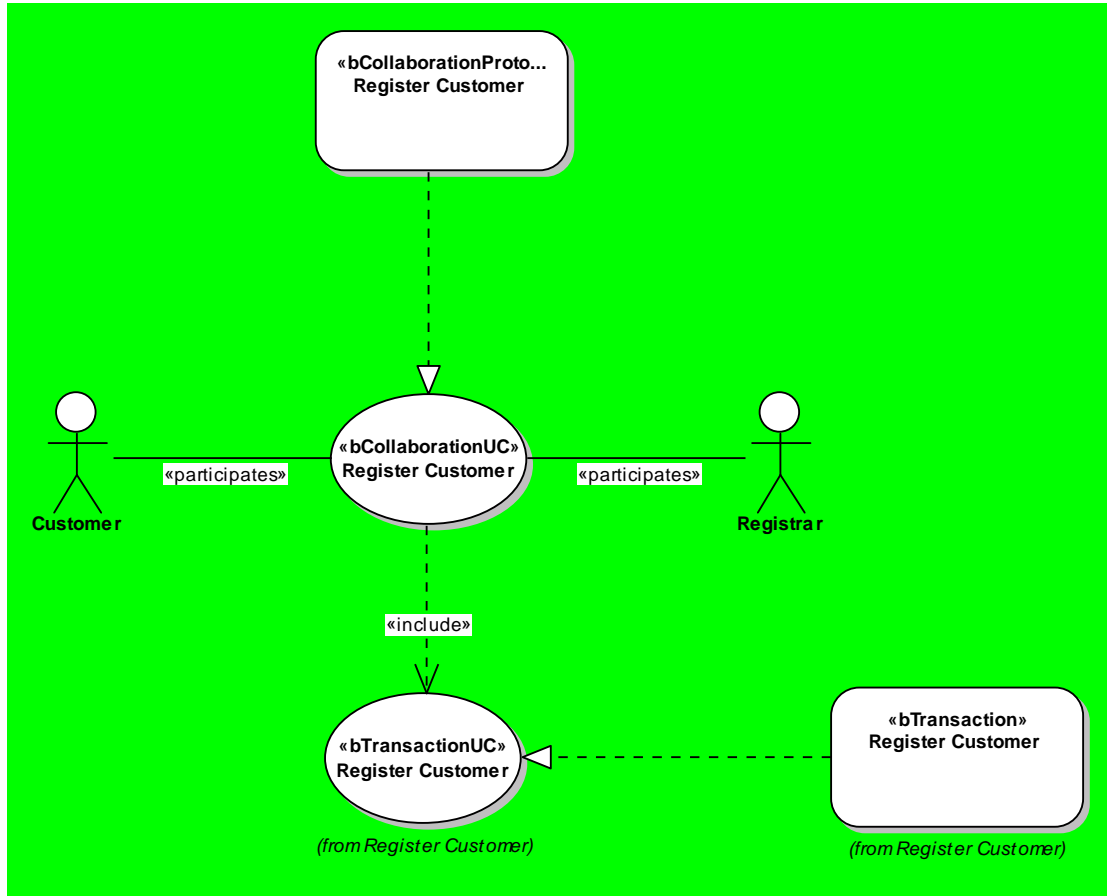 «bCollaborationProto...
Register Customer
«bCollaborationUC»
Register Customer
«participates»
«participates»
Customer
Registrar
«include»
«bTransactionUC»
Register Customer
(from Register Customer)
«bTransaction»
Register Customer
(from Register Customer)